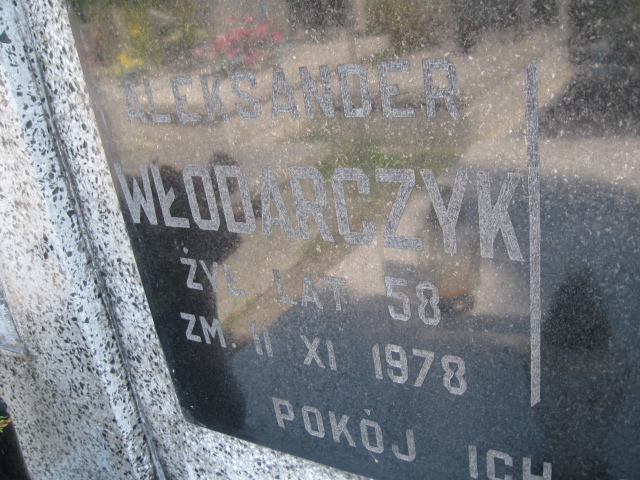 ALEKSANDER
WŁODARCZYK
ŻYŁ LAT 58
ZM. 11 XI 1978
POKÓJ ICH